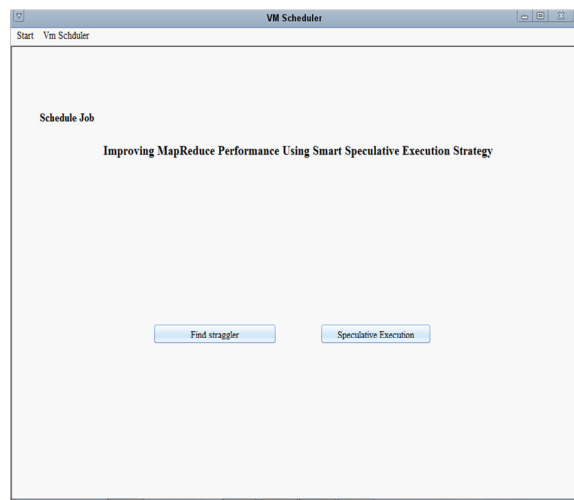 VM Scheduler
Start Vm Schduler
Schedule Job
Improving MapReduce Performance Using Smart Speculative Execution Strategy
Find straggler Speculative Execution